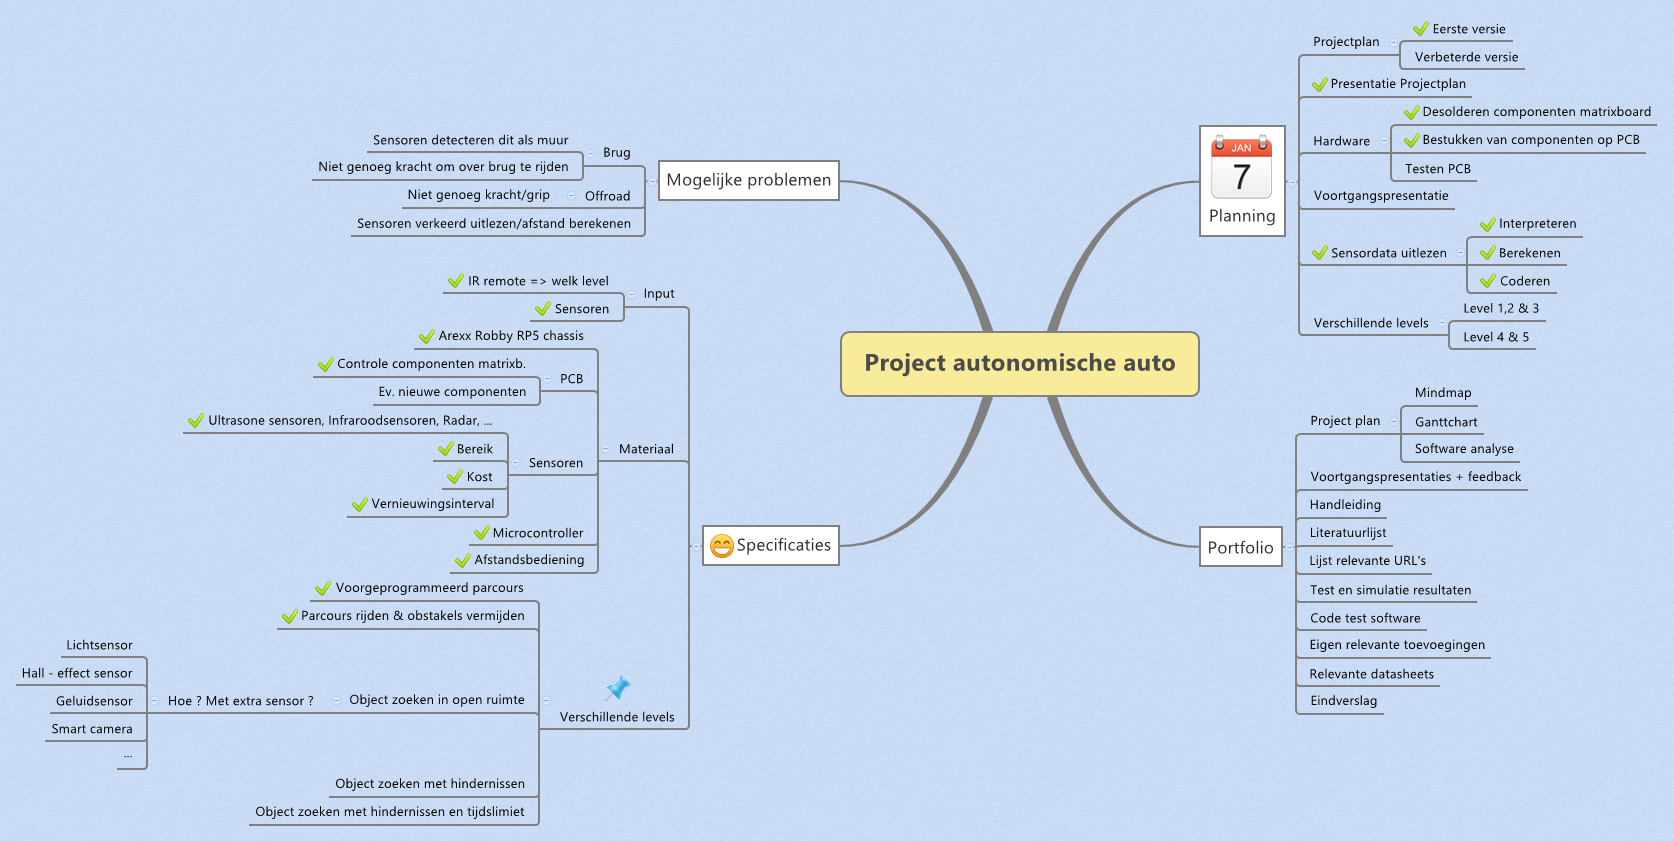 Project autonomische auto
Mogelijke problemen
Brug
Sensoren detecteren dit als muur
Niet genoeg kracht om over brug te rijden
Offroad
Niet genoeg kracht/grip
Sensoren verkeerd uitlezen/afstand berekenen
Specificaties
Input
IR remote => welk level
Sensoren
Materiaal
Arexx Robby RP5 chassis
PCB
Controle componenten matrixb.
Ev. nieuwe componenten
Sensoren
Ultrasone sensoren, Infraroodsensoren, Radar, ...
Bereik
Kost
Vernieuwingsinterval
Microcontroller
Afstandsbediening
Verschillende levels
Voorgeprogrammeerd parcours
Parcours rijden & obstakels vermijden
Object zoeken in open ruimte
Hoe ? Met extra sensor ?
Lichtsensor
Hall - effect sensor
Geluidsensor
Smart camera
...
Object zoeken met hindernissen
Object zoeken met hindernissen en tijdslimiet
JAN
7
Planning
Projectplan
Eerste versie
Verbeterde versie
Presentatie Projectplan
Hardware
Desolderen componenten matrixboard
Bestukken van componenten op PCB
Testen PCB
Voortgangspresentatie
Sensordata uitlezen
Interpreteren
Berekenen
Coderen
Verschillende levels
Level 1,2 & 3
Level 4 & 5
Portfolio
Project plan
Mindmap
Ganttchart
Software analyse
Voortgangspresentaties + feedback
Handleiding
Literatuurlijst
Lijst relevante URL's
Test en simulatie resultaten
Code test software
Eigen relevante toevoegingen
Relevante datasheets
Eindverslag